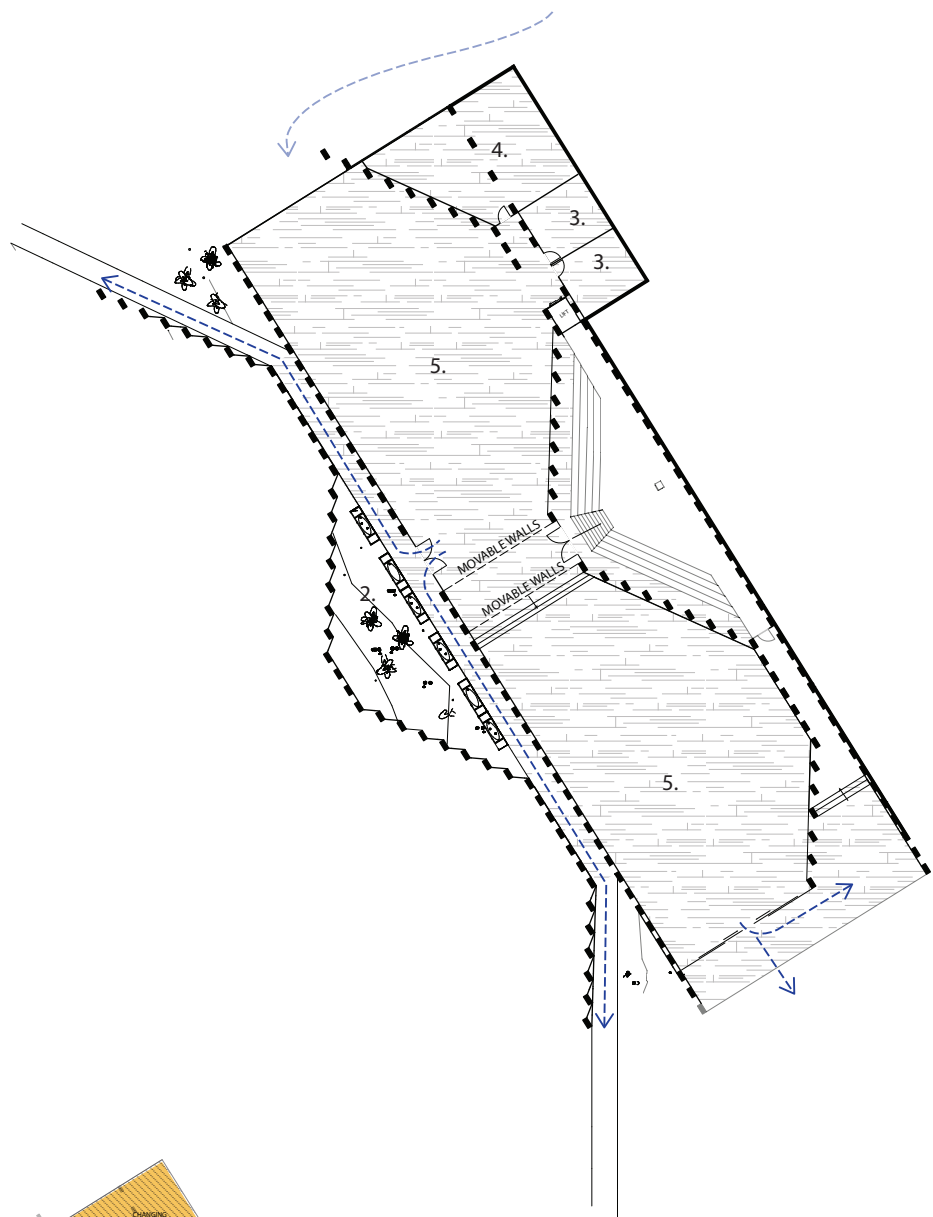 4.
3.
3.
LIFT
5.
MOVABLE WALLS
MOVABLE WALLS
2.
5.
CHANGING